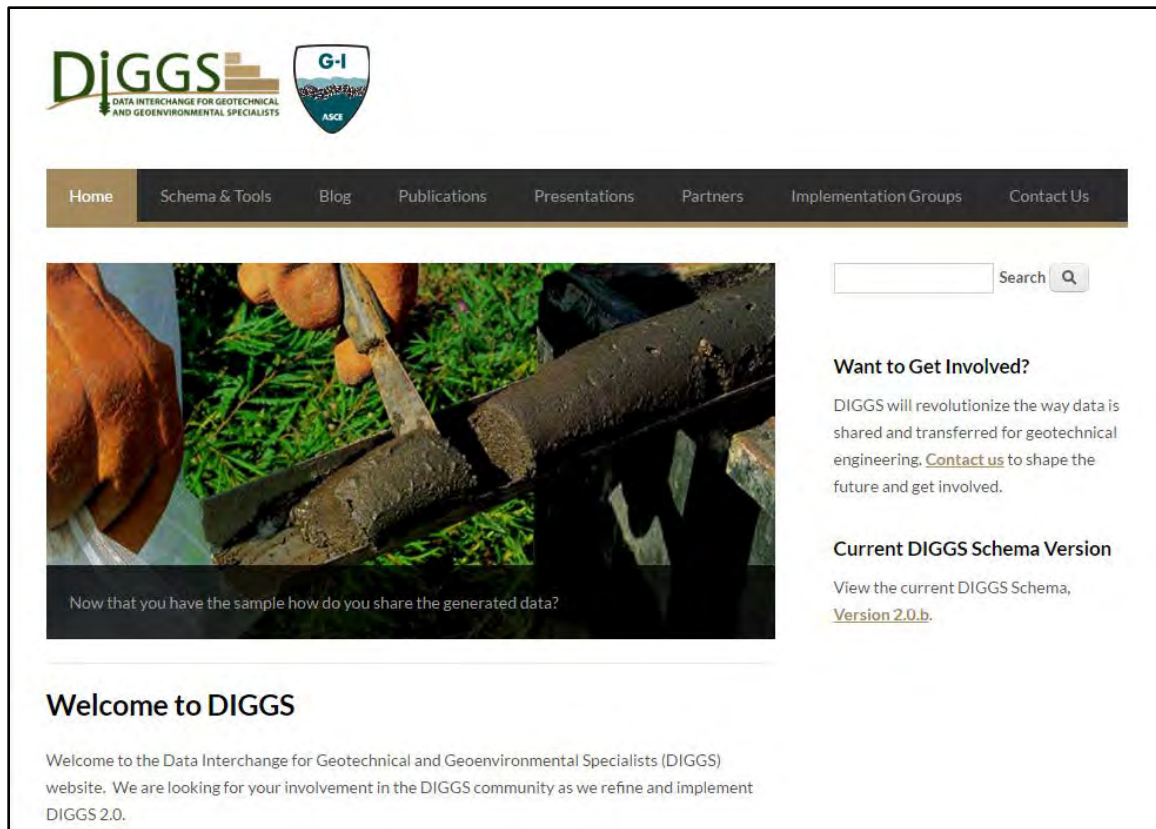 DIGGS
DATA INTERCHANGE FOR GEOTECHNICAL
AND GEOENVIRONMENTAL SPECIALISTS
G-I
ASCE
Home Schema & Tools Blog Publications Presentations Partners Implementation Groups Contact Us
Now that you have the sample how do you share the generated data?
Welcome to DIGGS
Welcome to the Data Interchange for Geotechnical and Geoenvironmental Specialists (DIGGS)
website. We are looking for your involvement in the DIGGS community as we refine and implement
DIGGS 2.0.
Search
Want to Get Involved?
DIGGS will revolutionize the way data is
shared and transferred for geotechnical
engineering, Contact us to shape the
future and get involved.
Current DIGGS Schema Version
View the current DIGGS Schema,
Version 2.0.b.